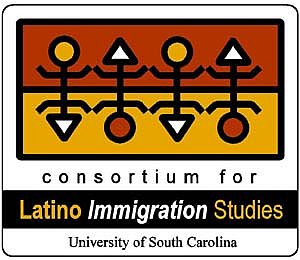 consortium for
Latino Immigration Studies
University of South Carolina